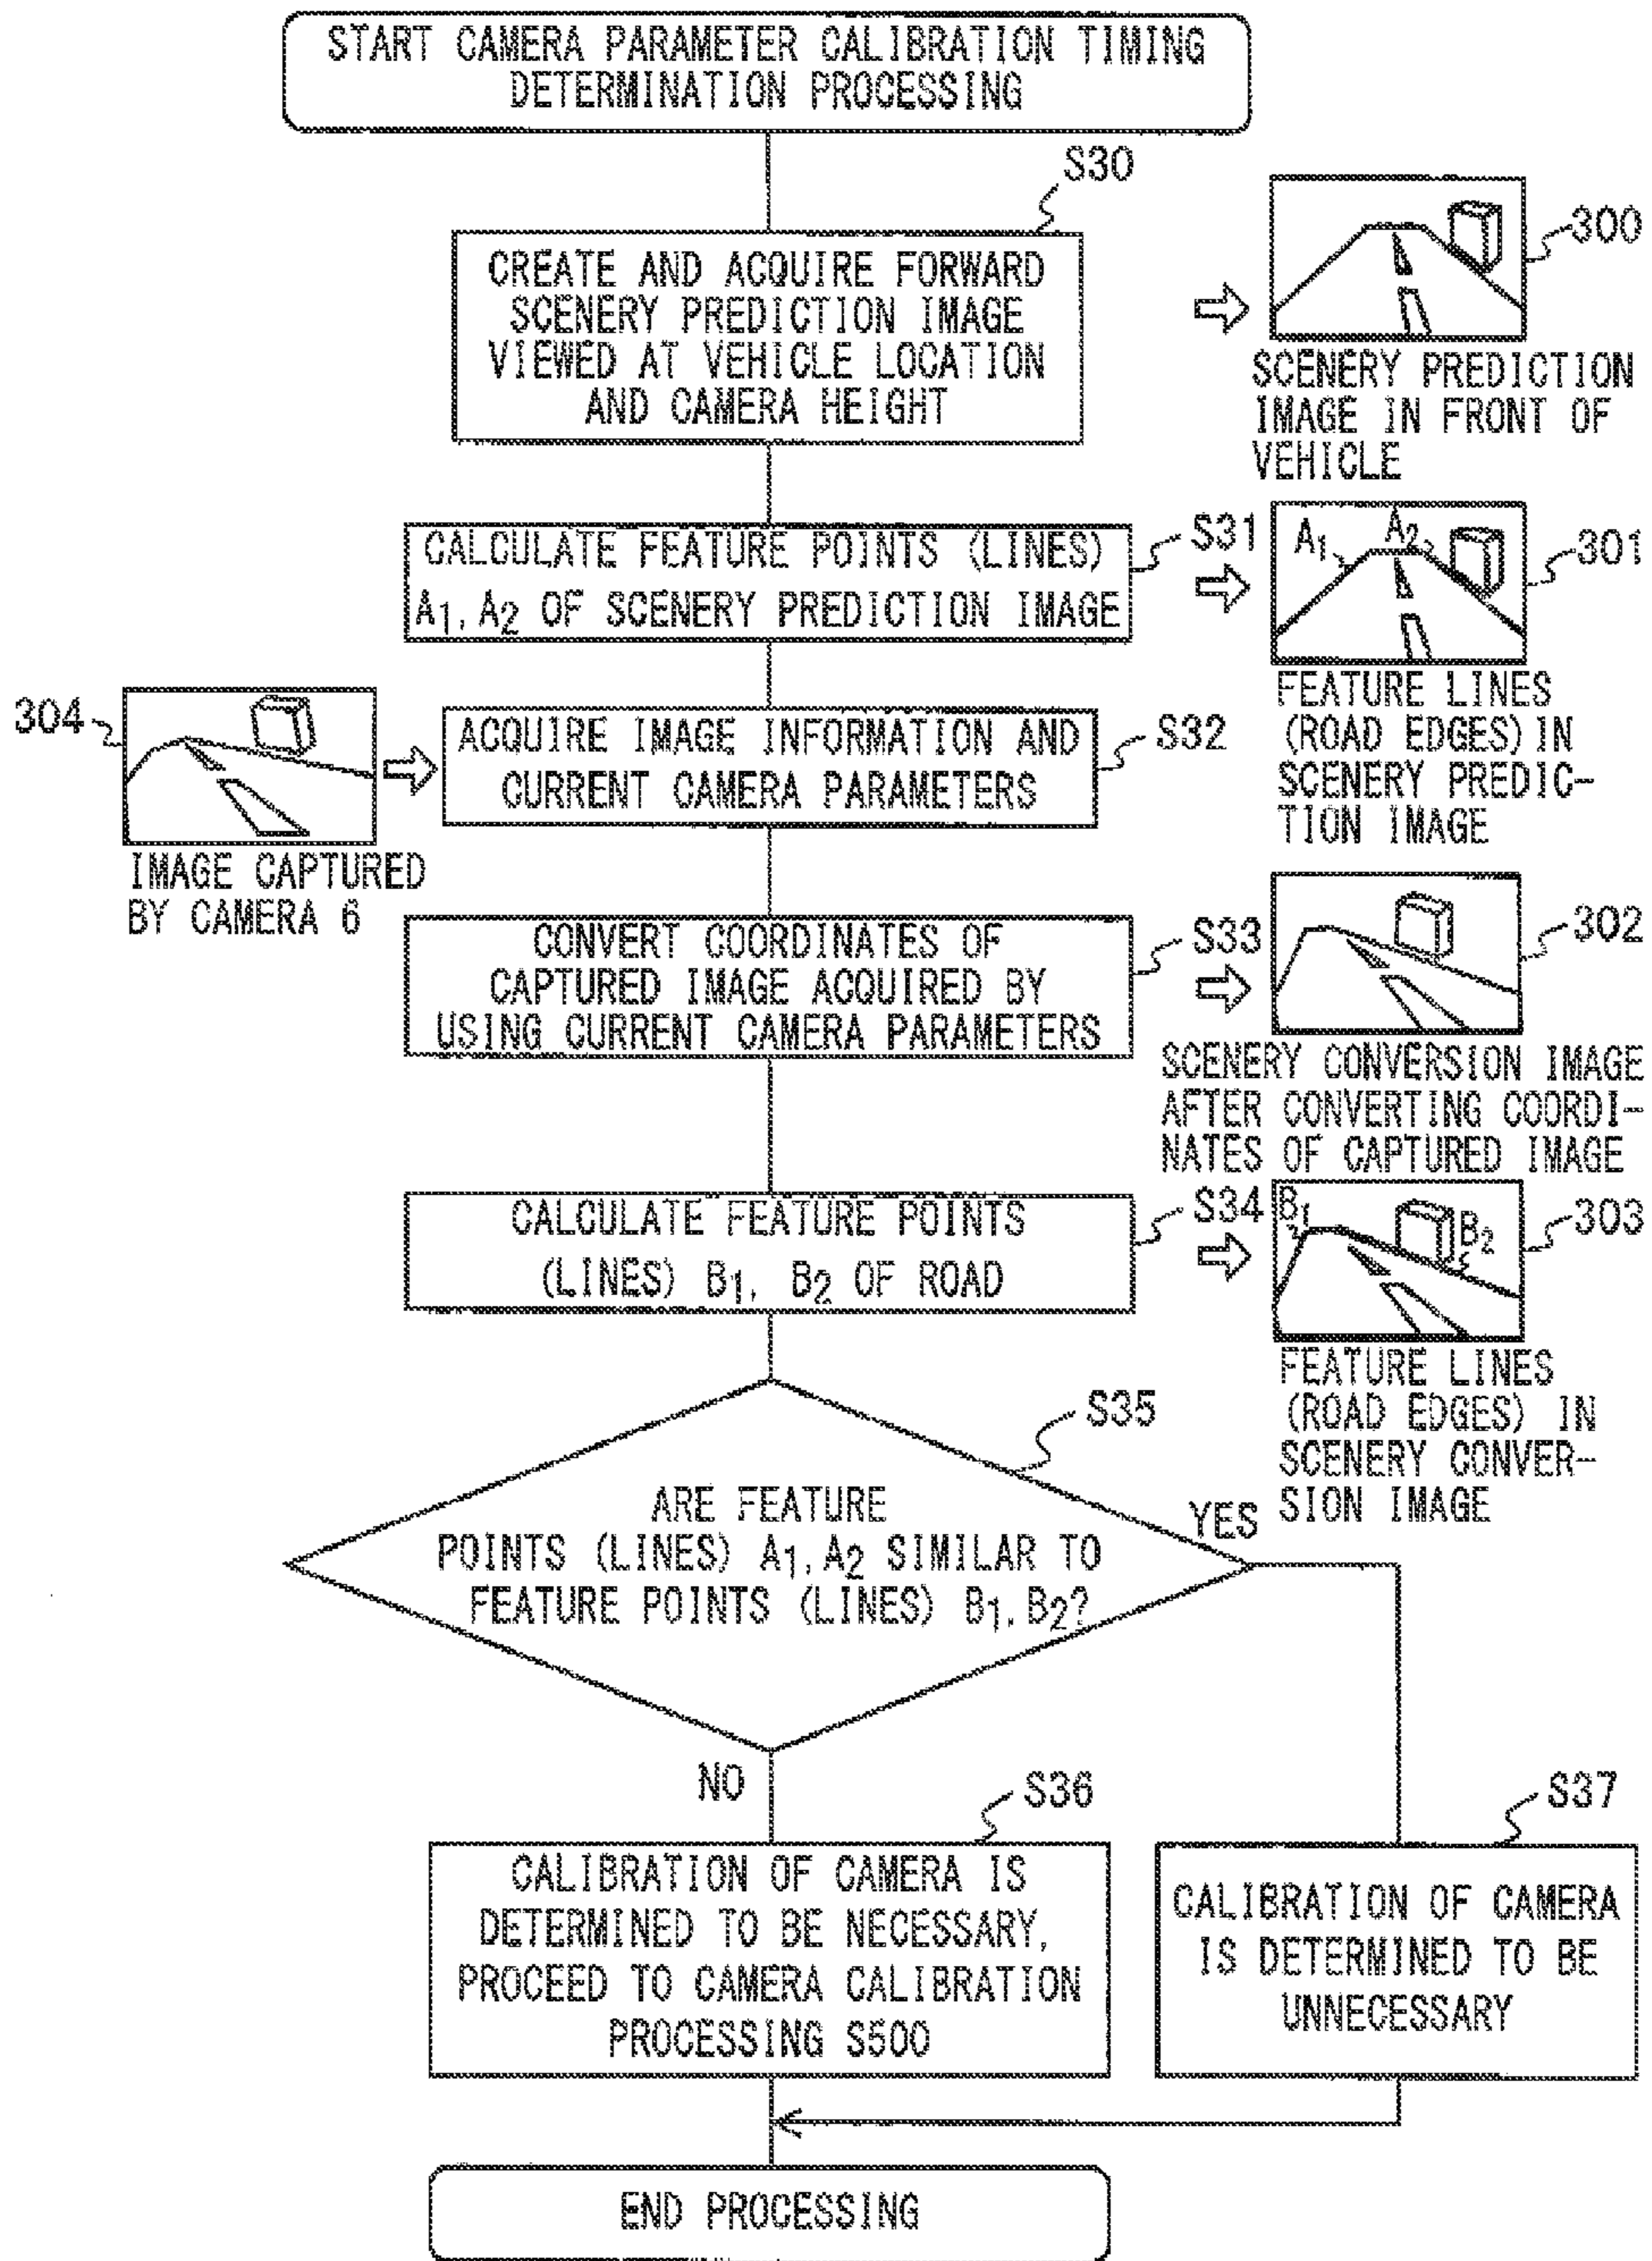 START CAMERA PARAMETER CALIBRATION TIMING
DETERMINATION PROCESSING
S30
CREATE AND ACQUIRE FORWARD
SCENERY PREDICTION IMAGE
VIEWED AT VEHICLE LOCATION
AND CAMERA HEIGHT
300
SCENERY PREDICTION
IMAGE IN FRONT OF
VEHICLE
CALCULATE FEATURE POINTS (LINES)
A1, A2 OF SCENERY PREDICTION IMAGE
S31
A1
A2
301
FEATURE LINES
(ROAD EDGES) IN
SCENERY PREDIC-
TION IMAGE
304
IMAGE CAPTURED
BY CAMERA 6
ACQUIRE IMAGE INFORMATION AND
CURRENT CAMERA PARAMETERS
S32
CONVERT COORDINATES OF
CAPTURED IMAGE ACQUIRED BY
USING CURRENT CAMERA PARAMETERS
S33
302
SCENERY CONVERSION IMAGE
AFTER CONVERTING COORDI-
NATES OF CAPTURED IMAGE
CALCULATE FEATURE POINTS
(LINES) B1, B2 OF ROAD
S34
B1
B2
303
FEATURE LINES
(ROAD EDGES) IN
SCENERY CONVER-
SION IMAGE
S35
ARE FEATURE
POINTS (LINES) A1, A2 SIMILAR TO
FEATURE POINTS (LINES) B1, B2?
YES
NO
S36
CALIBRATION OF CAMERA IS
DETERMINED TO BE NECESSARY,
PROCEED TO CAMERA CALIBRATION
PROCESSING S500
S37
CALIBRATION OF CAMERA
IS DETERMINED TO BE
UNNECESSARY
END PROCESSING